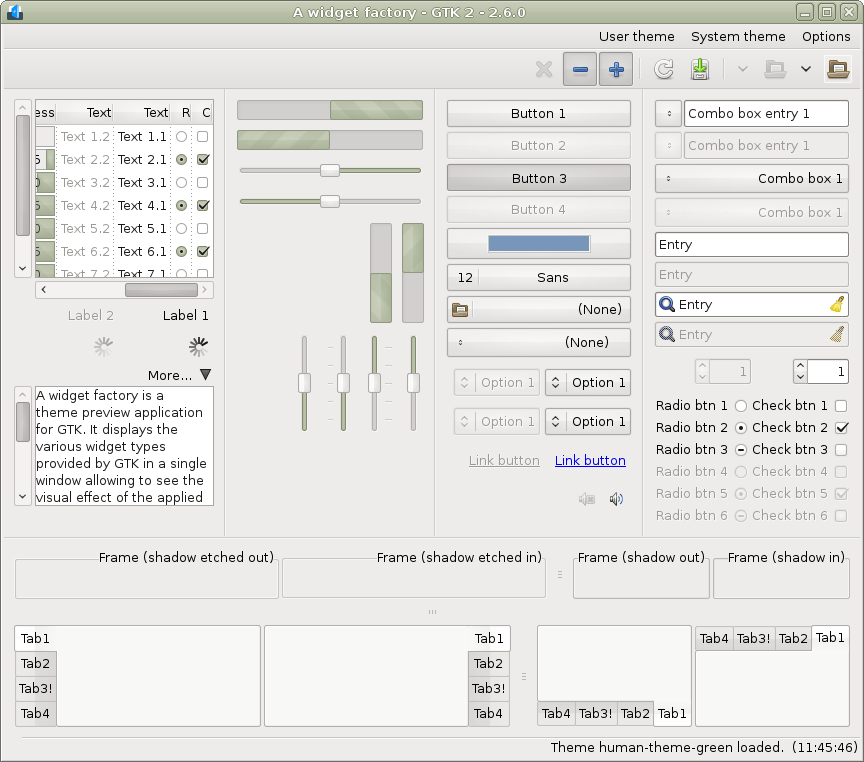 A widget factory - GTK 2 - 2.6.0
User theme System theme Options
ess Text Text R C
Text 1.2 Text 1.1
Text 2.2 Text 2.1
Text 3.2 Text 3.1
Text 4.2 Text 4.1
Text 5.2 Text 5.1
Text 6.2 Text 6.1
Text 7.2 Text 7.1
Label 2 Label 1
More...
A widget factory is a
theme preview application
for GTK. It displays the
various widget types
provided by GTK in a single
window allowing to see the
visual effect of the applied
Button 1
Button 2
Button 3
Button 4
12 Sans
(None)
(None)
Option 1 Option 1
Option 1 Option 1
Link button Link button
Combo box entry 1
Combo box entry 1
Combo box 1
Combo box 1
Entry
Entry
Entry
Entry
1 1
Radio btn 1 Check btn 1
Radio btn 2 Check btn 2
Radio btn 3 Check btn 3
Radio btn 4 Check btn 4
Radio btn 5 Check btn 5
Radio btn 6 Check btn 6
Frame (shadow etched out) Frame (shadow etched in) Frame (shadow out) Frame (shadow in)
Tab1
Tab2
Tab3!
Tab4
Tab1
Tab2
Tab3!
Tab4
Tab4 Tab3! Tab2 Tab1
Tab4 Tab3! Tab2 Tab1
Theme human-theme-green loaded. (11:45:46)